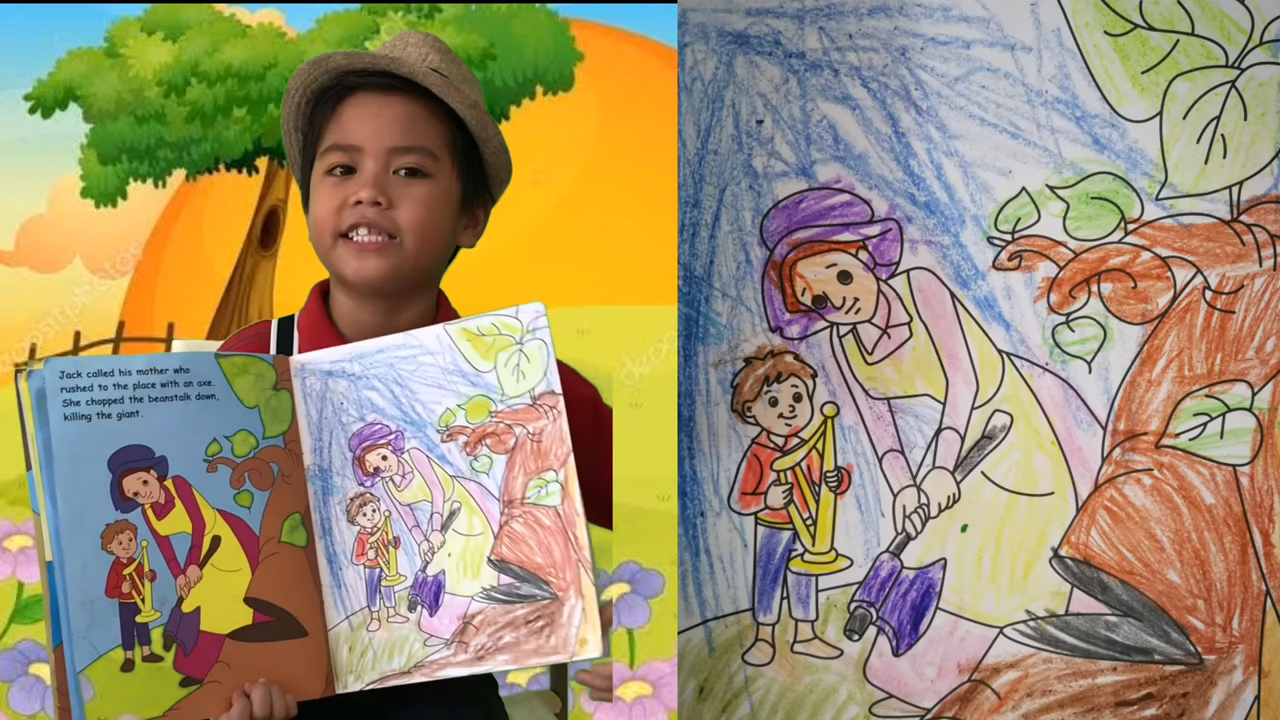 Jack called his mother who
rushed to the place with an axe.
She chopped the beanstalk down,
killing the giant.